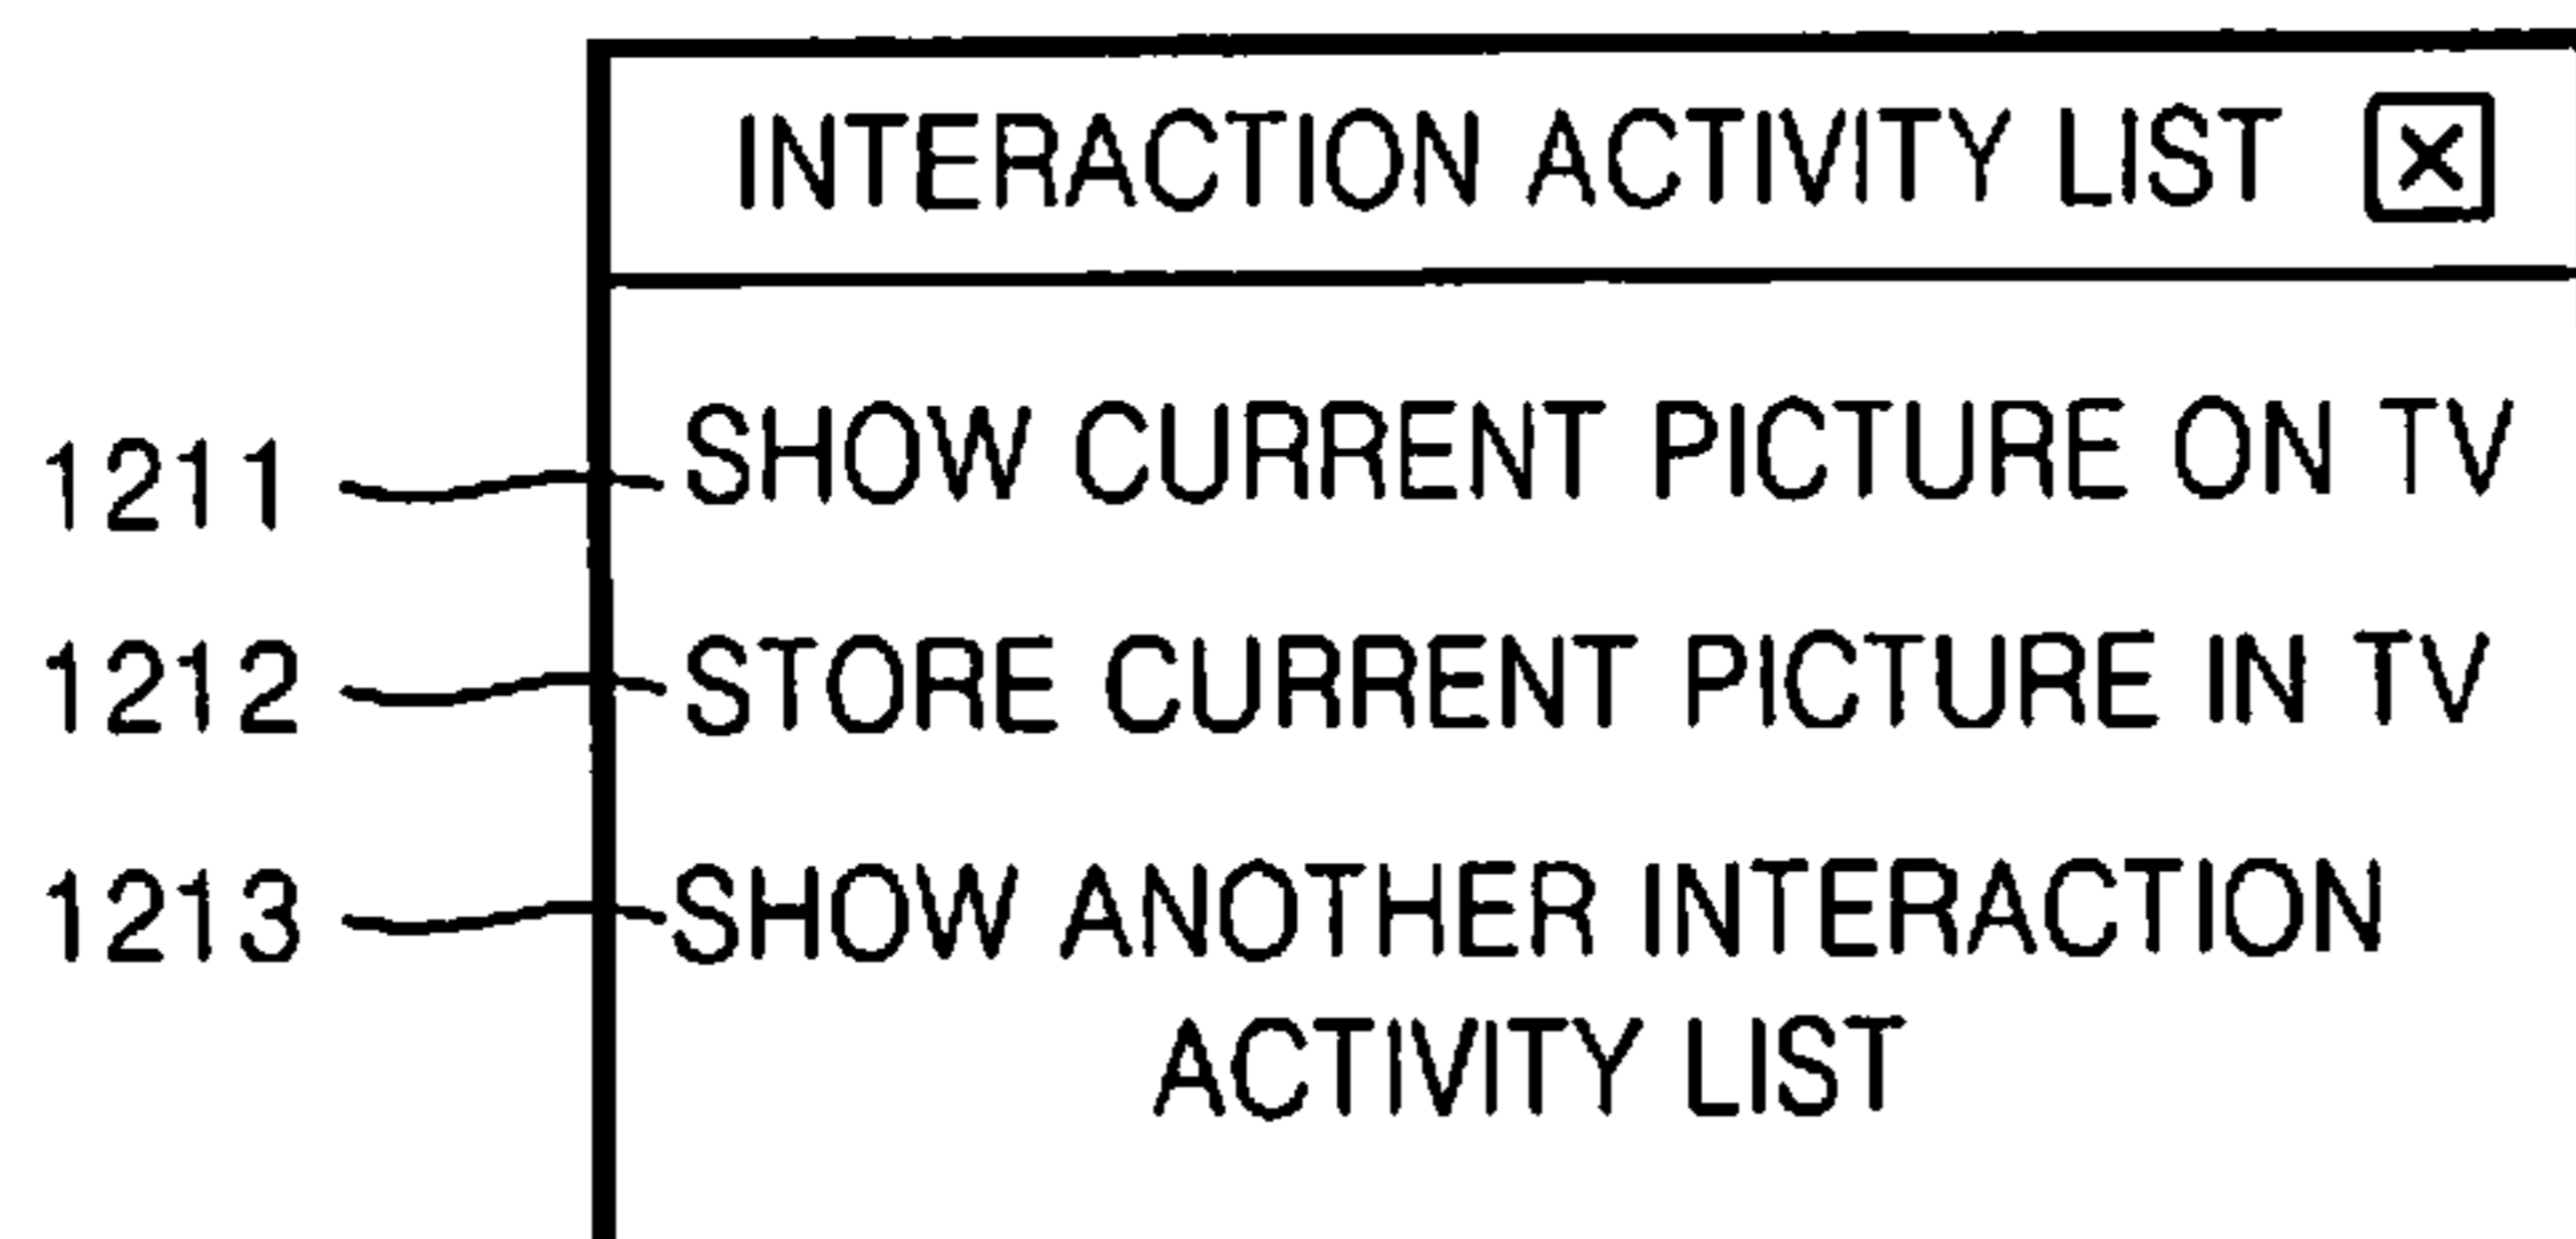 INTERACTION ACTIVITY LIST X
1211 SHOW CURRENT PICTURE ON TV
1212 STORE CURRENT PICTURE IN TV
1213 SHOW ANOTHER INTERACTION
ACTIVITY LIST